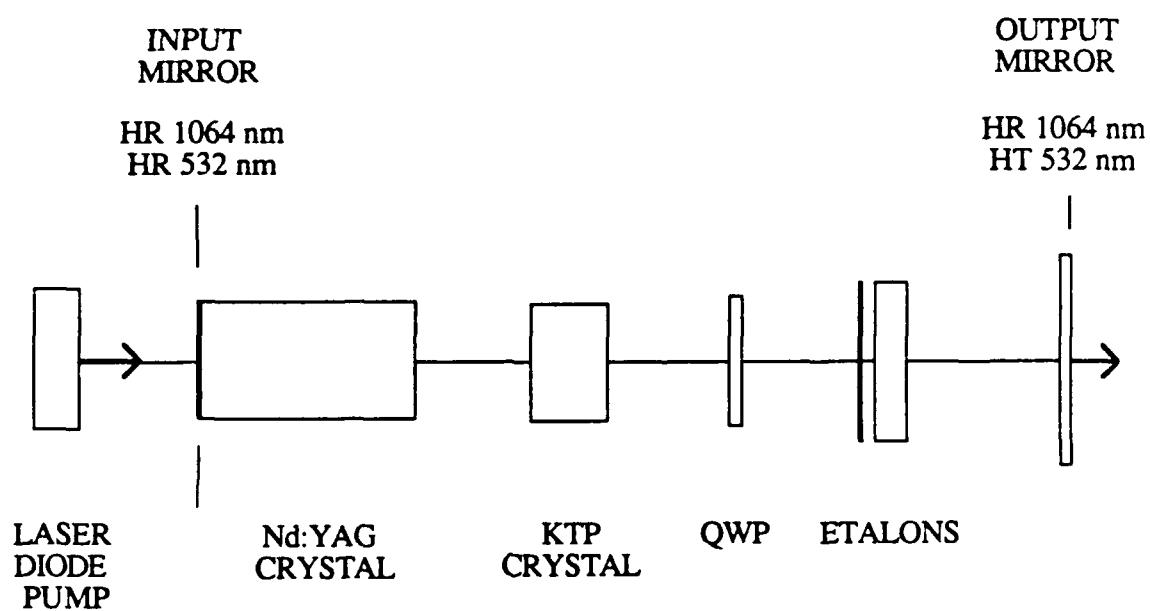 INPUT
MIRROR
HR 1064 nm
HR 532 nm
OUTPUT
MIRROR
HR 1064 nm
HT 532 nm
LASER
DIODE
PUMP
Nd:YAG
CRYSTAL
KTP
CRYSTAL
QWP
ETALONS